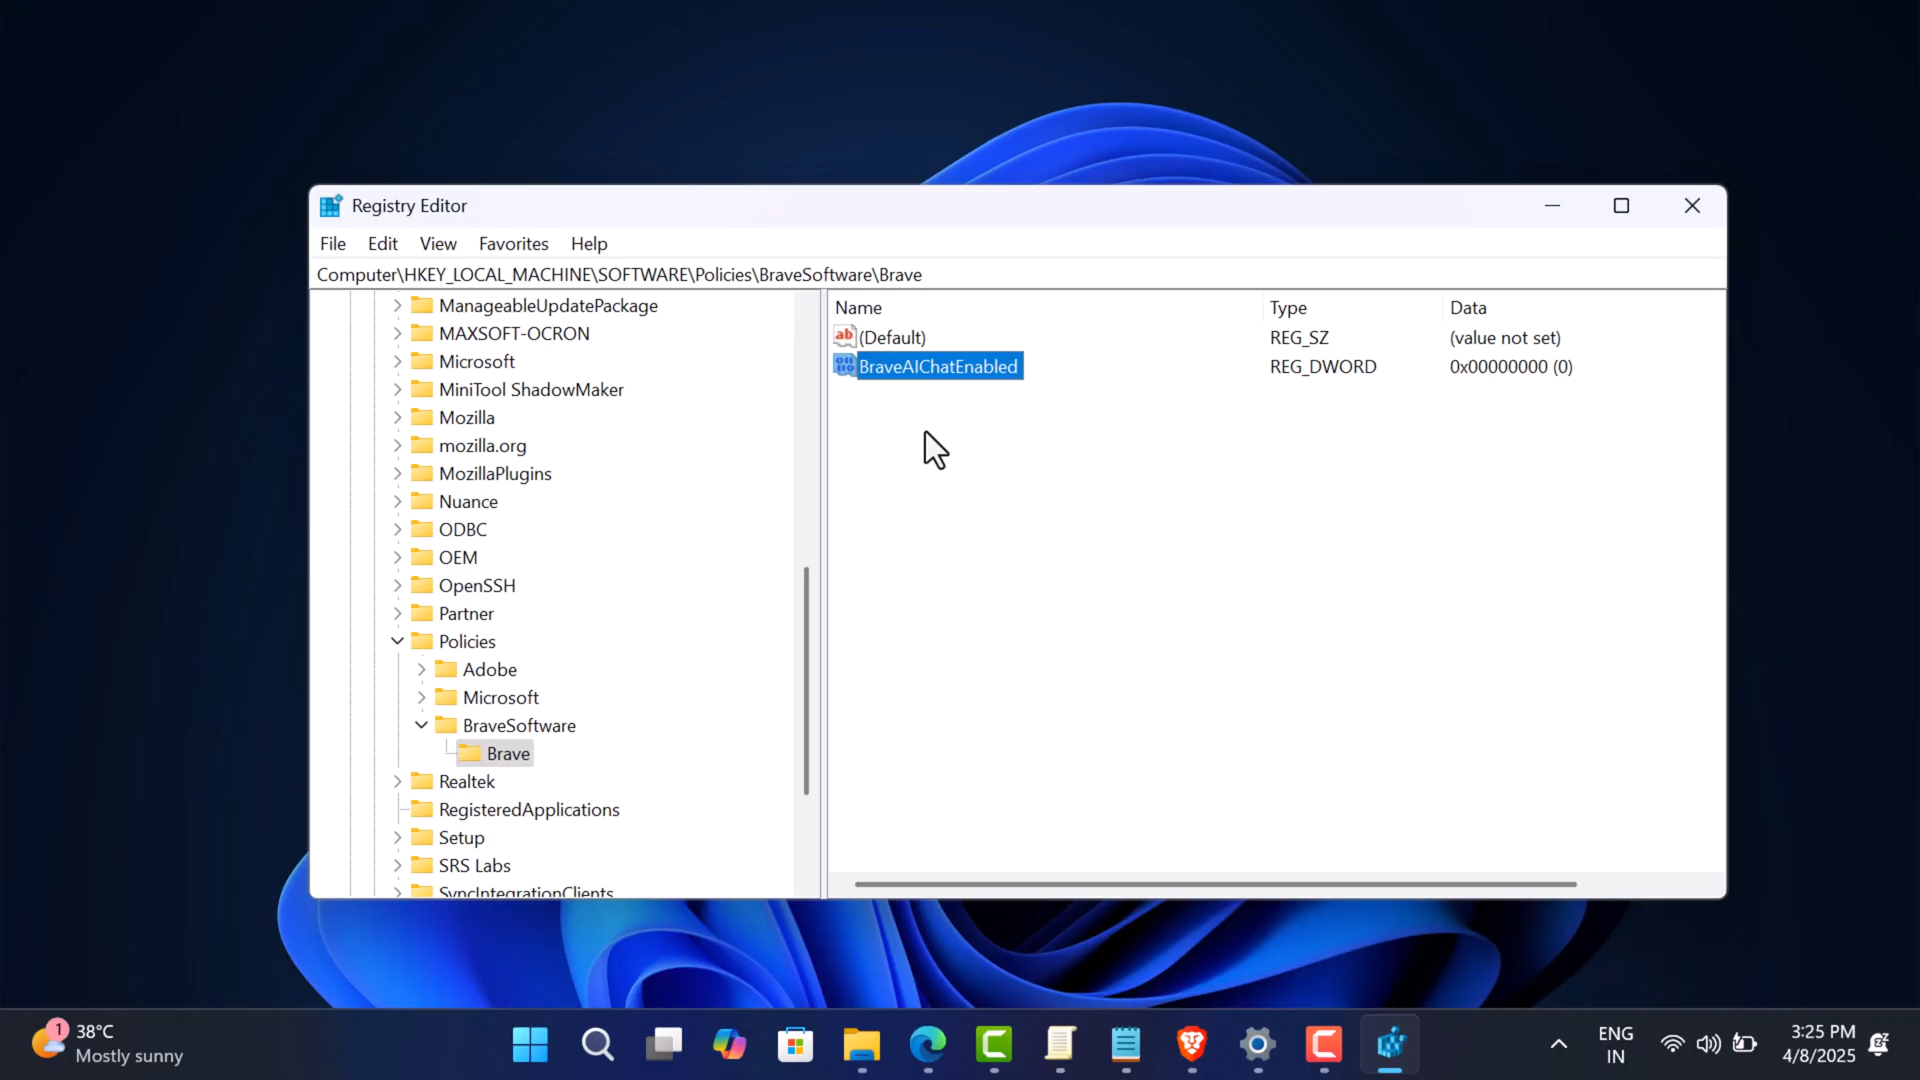 Registry Editor
File Edit View Favorites Help
Computer\HKEY_LOCAL_MACHINE\SOFTWARE\Policies\BraveSoftware\Brave
ManageableUpdatePackage
MAXSOFT-OCRON
Microsoft
MiniTool ShadowMaker
Mozilla
mozilla.org
MozillaPlugins
Nuance
ODBC
OEM
OpenSSH
Partner
Policies
Adobe
Microsoft
BraveSoftware
Brave
Realtek
RegisteredApplications
Setup
SRS Labs
SyncIntegrationClients
Name Type Data
ab (Default) REG_SZ (value not set)
BraveAIChatEnabled REG_DWORD 0x00000000 (0)
1
38°C
Mostly sunny
ENG
IN
3:25 PM
4/8/2025